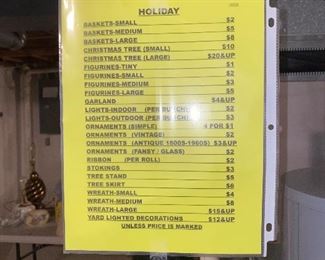 HOLIDAY
BASKETS-SMALL $2
BASKETS-MEDIUM $5
BASKETS-LARGE $8
CHRISTMAS TREE (SMALL) $10
CHRISTMAS TREE (LARGE) $20&UP
FIGURINES-TINY $1
FIGURINES-SMALL $2
FIGURINES-MEDIUM $3
FIGURINES-LARGE $5
GARLAND $4&UP
LIGHTS-INDOOR (PER BUNCH) $2
LIGHTS-OUTDOOR (PER BUNCH) $3
ORNAMENTS (SIMPLE) 4 FOR $1
ORNAMENTS (VINTAGE) $2
ORNAMENTS (ANTIQUE 1800S-1960S) $3&UP
ORNAMENTS (FANSY / GLASS) $2
RIBBON (PER ROLL) $2
STOKINGS $3
TREE STAND $5
TREE SKIRT $6
WREATH-SMALL $4
WREATH-MEDIUM $8
WREATH-LARGE $15&UP
YARD LIGHTED DECORATIONS $12&UP
UNLESS PRICE IS MARKED